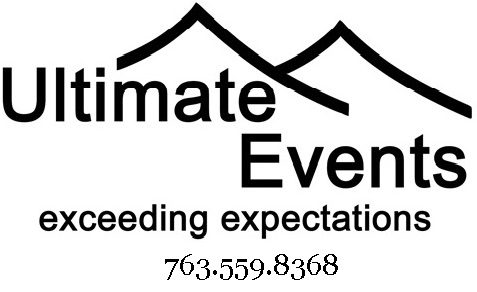 Ultimate
Events
exceeding expectations
763.559.8368